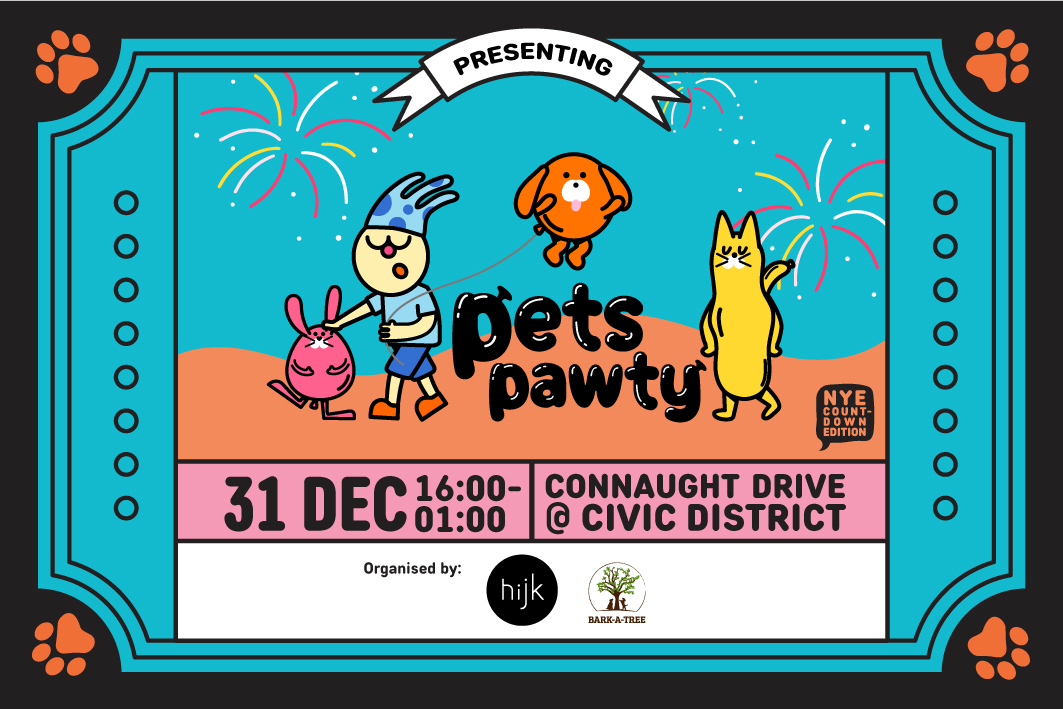 PRESENTING
pets
pawty
NYE
COUNT-
DOWN
EDITION
31 DEC
16:00-
01:00
CONNAUGHT DRIVE
@ CIVIC DISTRICT
Organised by:
hijk
BARK-A-TREE